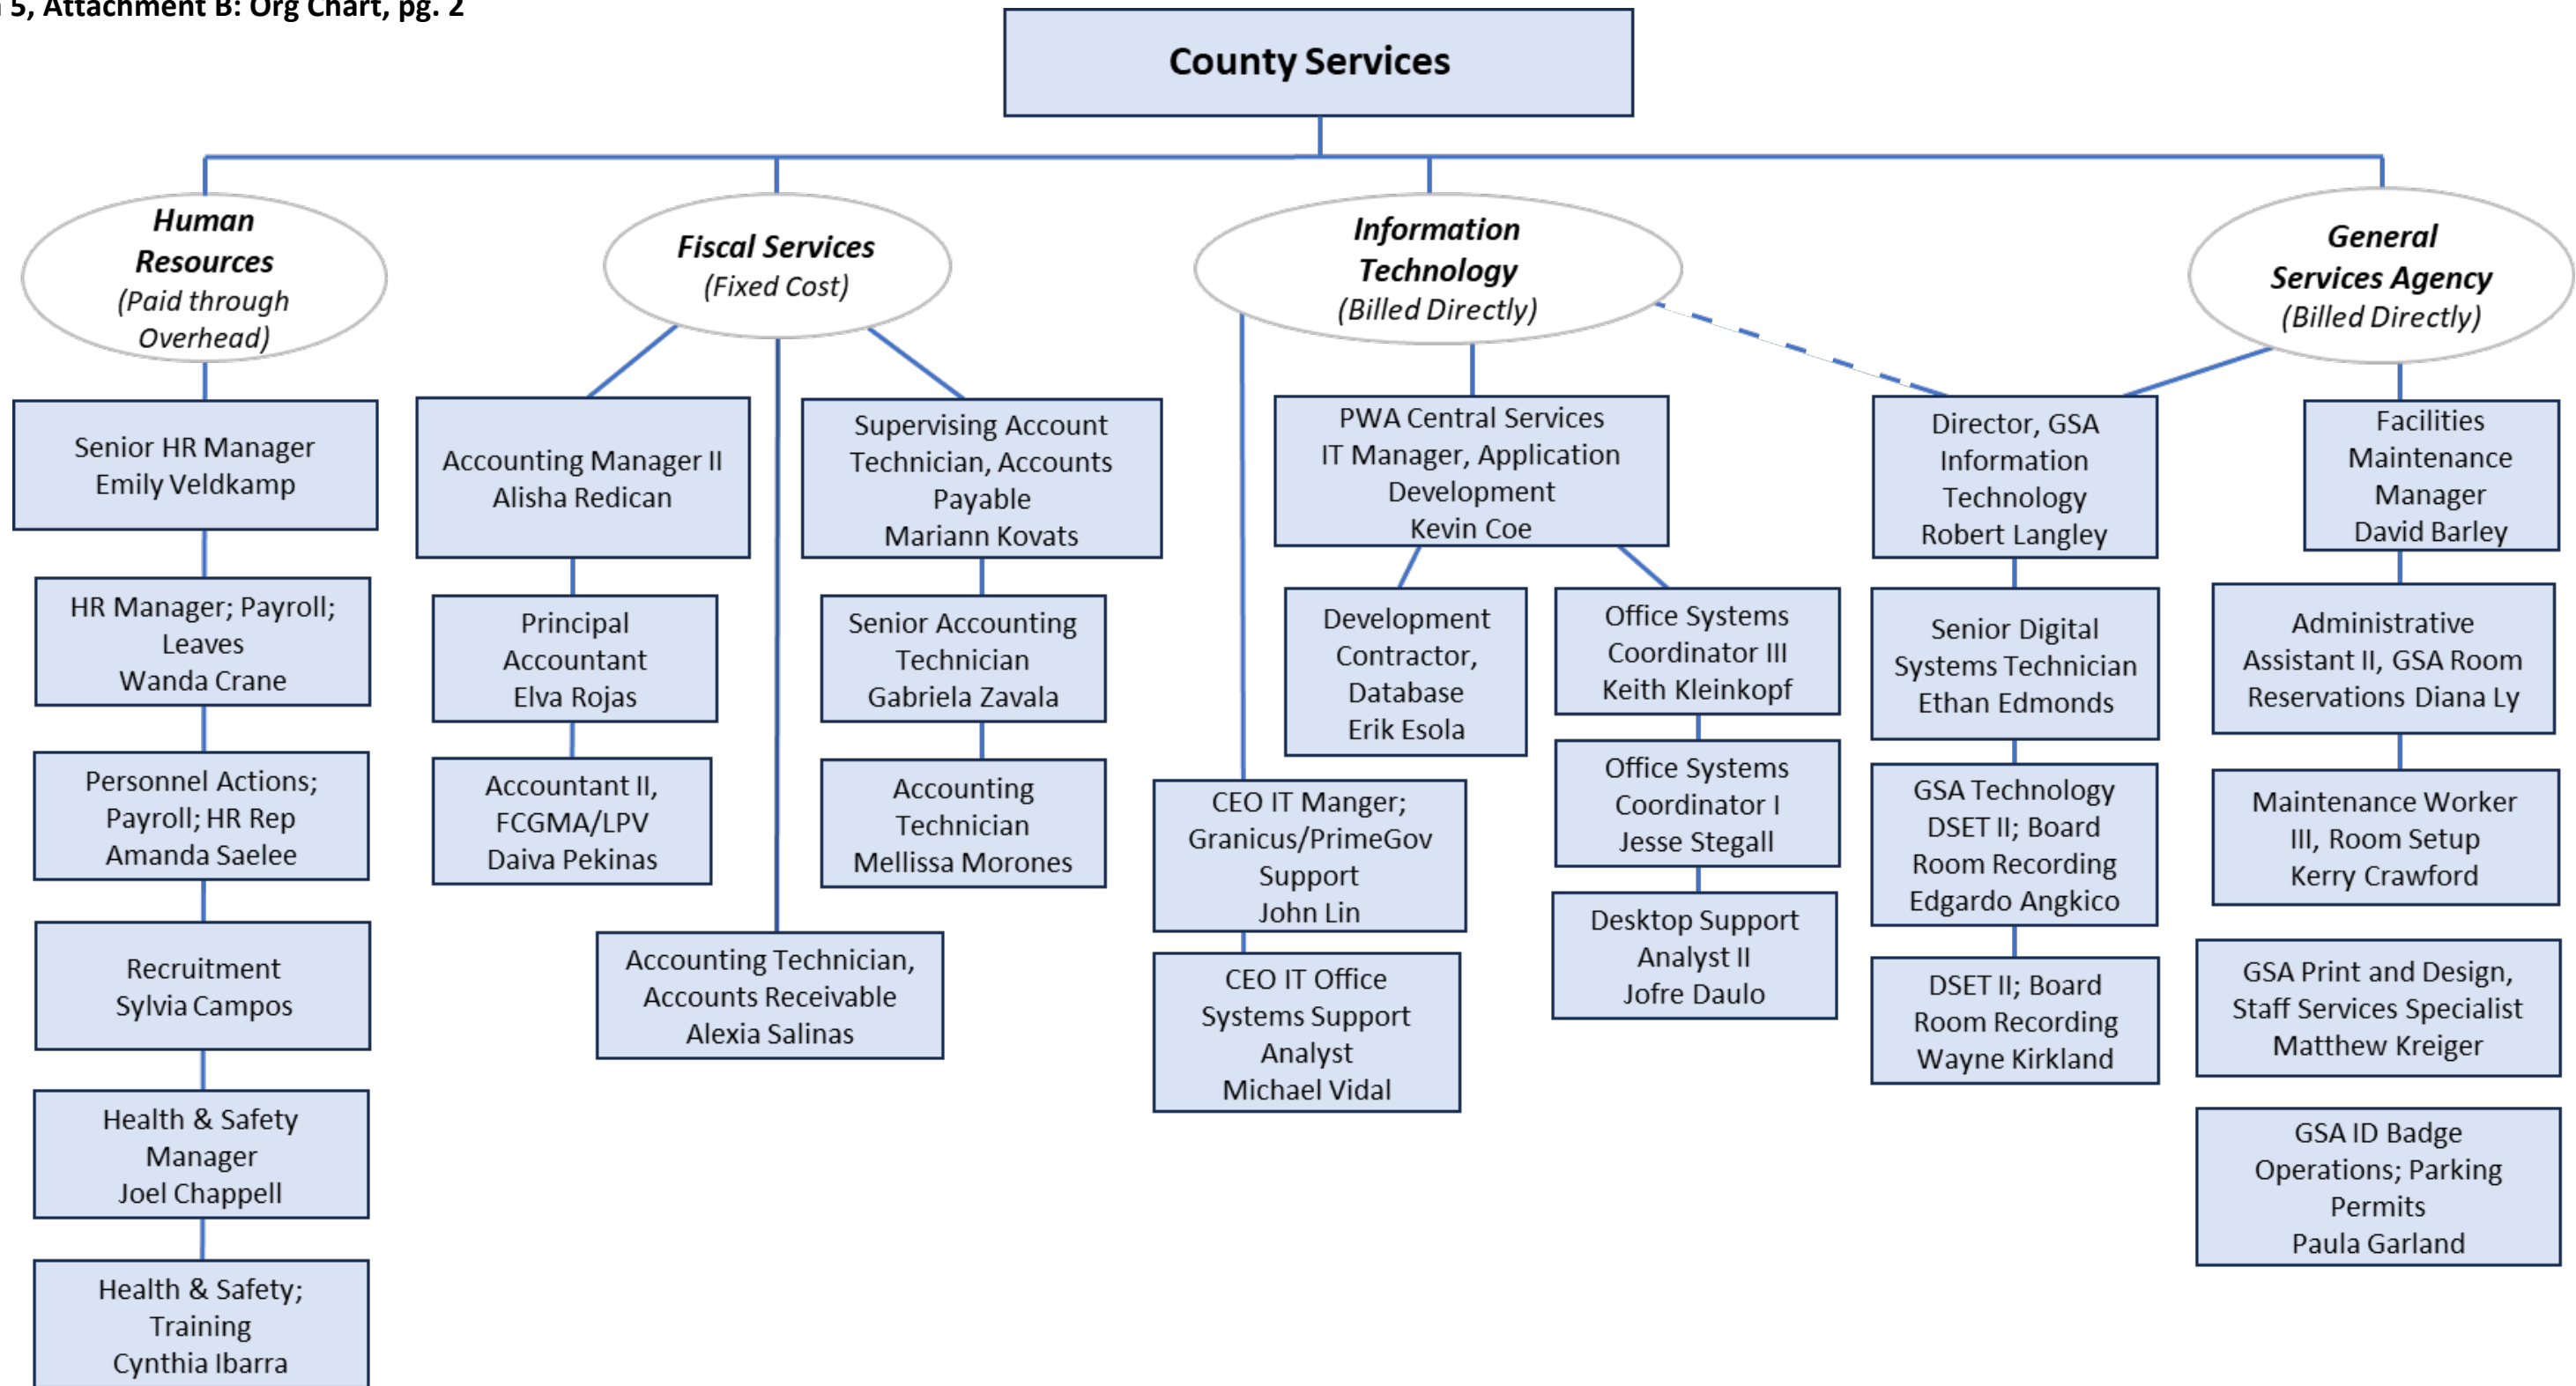 5, Attachment B: Org Chart, pg. 2
County Services
Human
Resources
(Paid through
Overhead)
Senior HR Manager
Emily Veldkamp
HR Manager; Payroll;
Leaves
Wanda Crane
Personnel Actions;
Payroll; HR Rep
Amanda Saelee
Recruitment
Sylvia Campos
Health & Safety
Manager
Joel Chappell
Health & Safety;
Training
Cynthia Ibarra
Fiscal Services
(Fixed Cost)
Accounting Manager II
Alisha Redican
Principal
Accountant
Elva Rojas
Accountant II,
FCGMA/LPV
Daiva Pekinas
Supervising Account
Technician, Accounts
Payable
Mariann Kovats
Senior Accounting
Technician
Gabriela Zavala
Accounting
Technician
Mellissa Morones
Accounting Technician,
Accounts Receivable
Alexia Salinas
Information
Technology
(Billed Directly)
PWA Central Services
IT Manager, Application
Development
Kevin Coe
Development
Contractor,
Database
Erik Esola
Office Systems
Coordinator III
Keith Kleinkopf
Office Systems
Coordinator I
Jesse Stegall
Desktop Support
Analyst II
Jofre Daulo
CEO IT Manger;
Granicus/PrimeGov
Support
John Lin
CEO IT Office
Systems Support
Analyst
Michael Vidal
General
Services Agency
(Billed Directly)
Director, GSA
Information
Technology
Robert Langley
Senior Digital
Systems Technician
Ethan Edmonds
GSA Technology
DSET II; Board
Room Recording
Edgardo Angkico
DSET II; Board
Room Recording
Wayne Kirkland
Facilities
Maintenance
Manager
David Barley
Administrative
Assistant II, GSA Room
Reservations Diana Ly
Maintenance Worker
III, Room Setup
Kerry Crawford
GSA Print and Design,
Staff Services Specialist
Matthew Kreiger
GSA ID Badge
Operations; Parking
Permits
Paula Garland